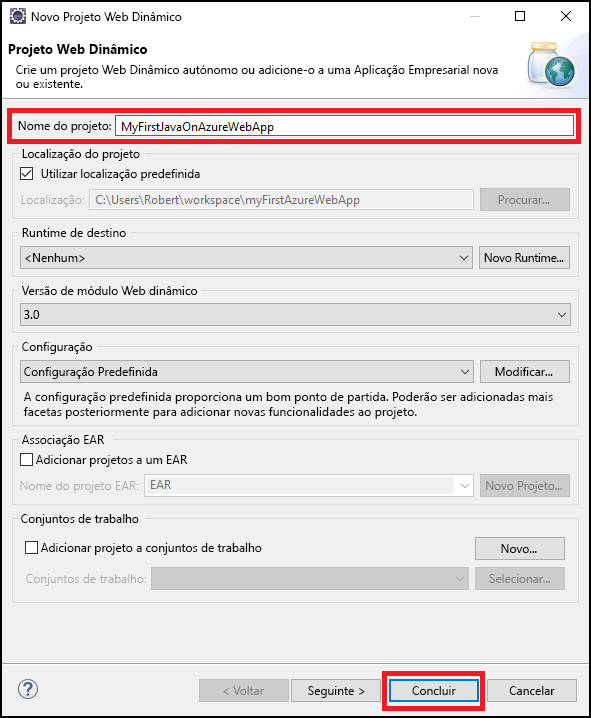 Novo Projeto Web Dinâmico
Projeto Web Dinâmico
Crie um projeto Web Dinâmico autónomo ou adicione-o a uma Aplicação Empresarial nova
ou existente.
Nome do projeto: MyFirstJavaOnAzureWebApp
Localização do projeto
Utilizar localização predefinida
Localização: C:\Users\Robert\workspace\myFirstAzureWebApp Procurar...
Runtime de destino
<Nenhum> Novo Runtime...
Versão de módulo Web dinâmico
3.0
Configuração
Configuração Predefinida Modificar...
A configuração predefinida proporciona um bom ponto de partida. Poderão ser adicionadas mais
facetas posteriormente para adicionar novas funcionalidades ao projeto.
Associação EAR
Adicionar projetos a um EAR
Nome do projeto EAR: EAR Novo Projeto...
Conjuntos de trabalho
Adicionar projeto a conjuntos de trabalho Novo...
Conjuntos de trabalho: Selecionar...
? < Voltar Seguinte > Concluir Cancelar